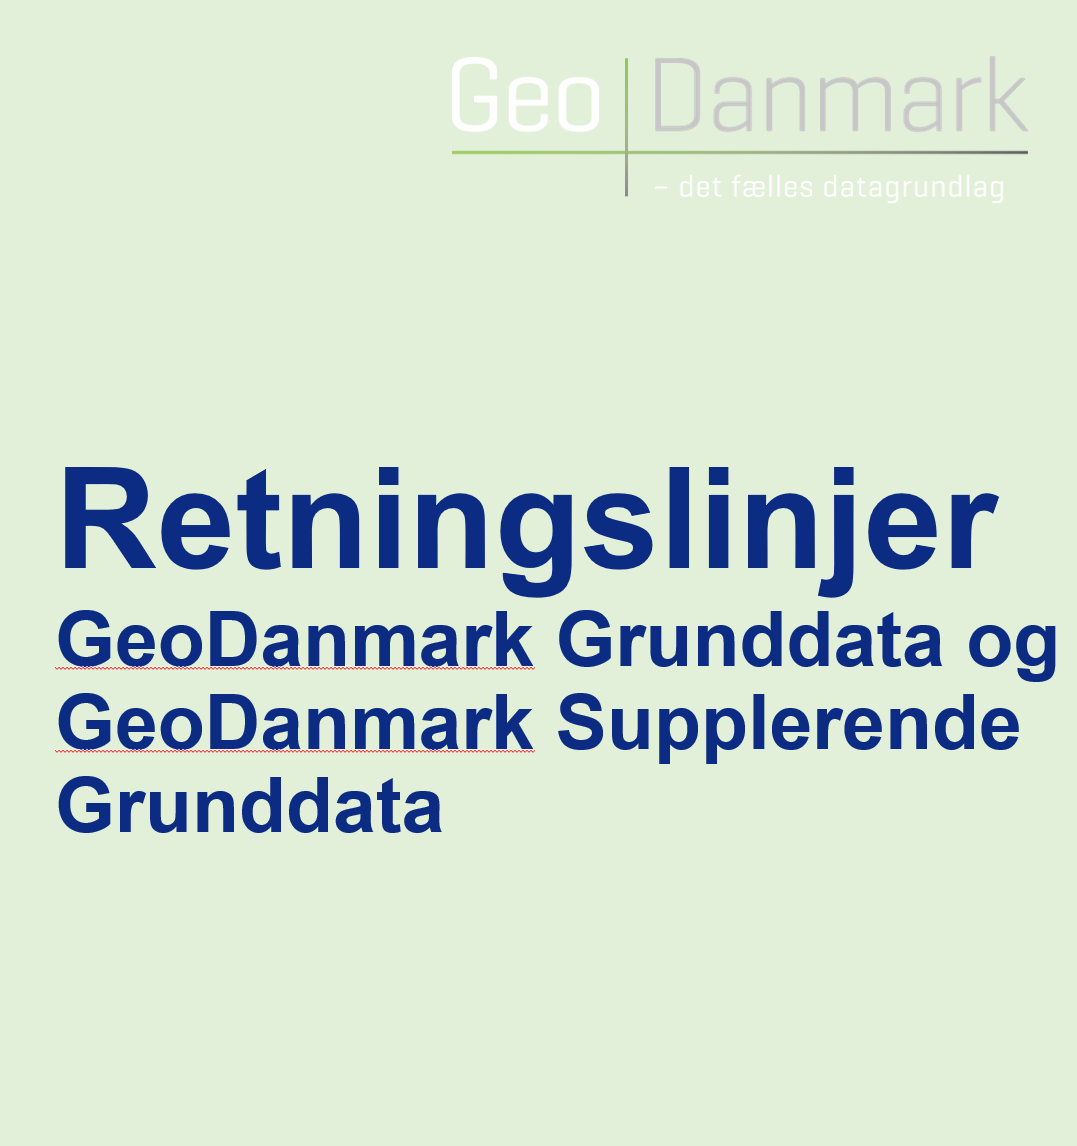 Geo Danmark
– det fælles datagrundlag
Retningslinjer
GeoDanmark Grunddata og
GeoDanmark Supplerende
Grunddata